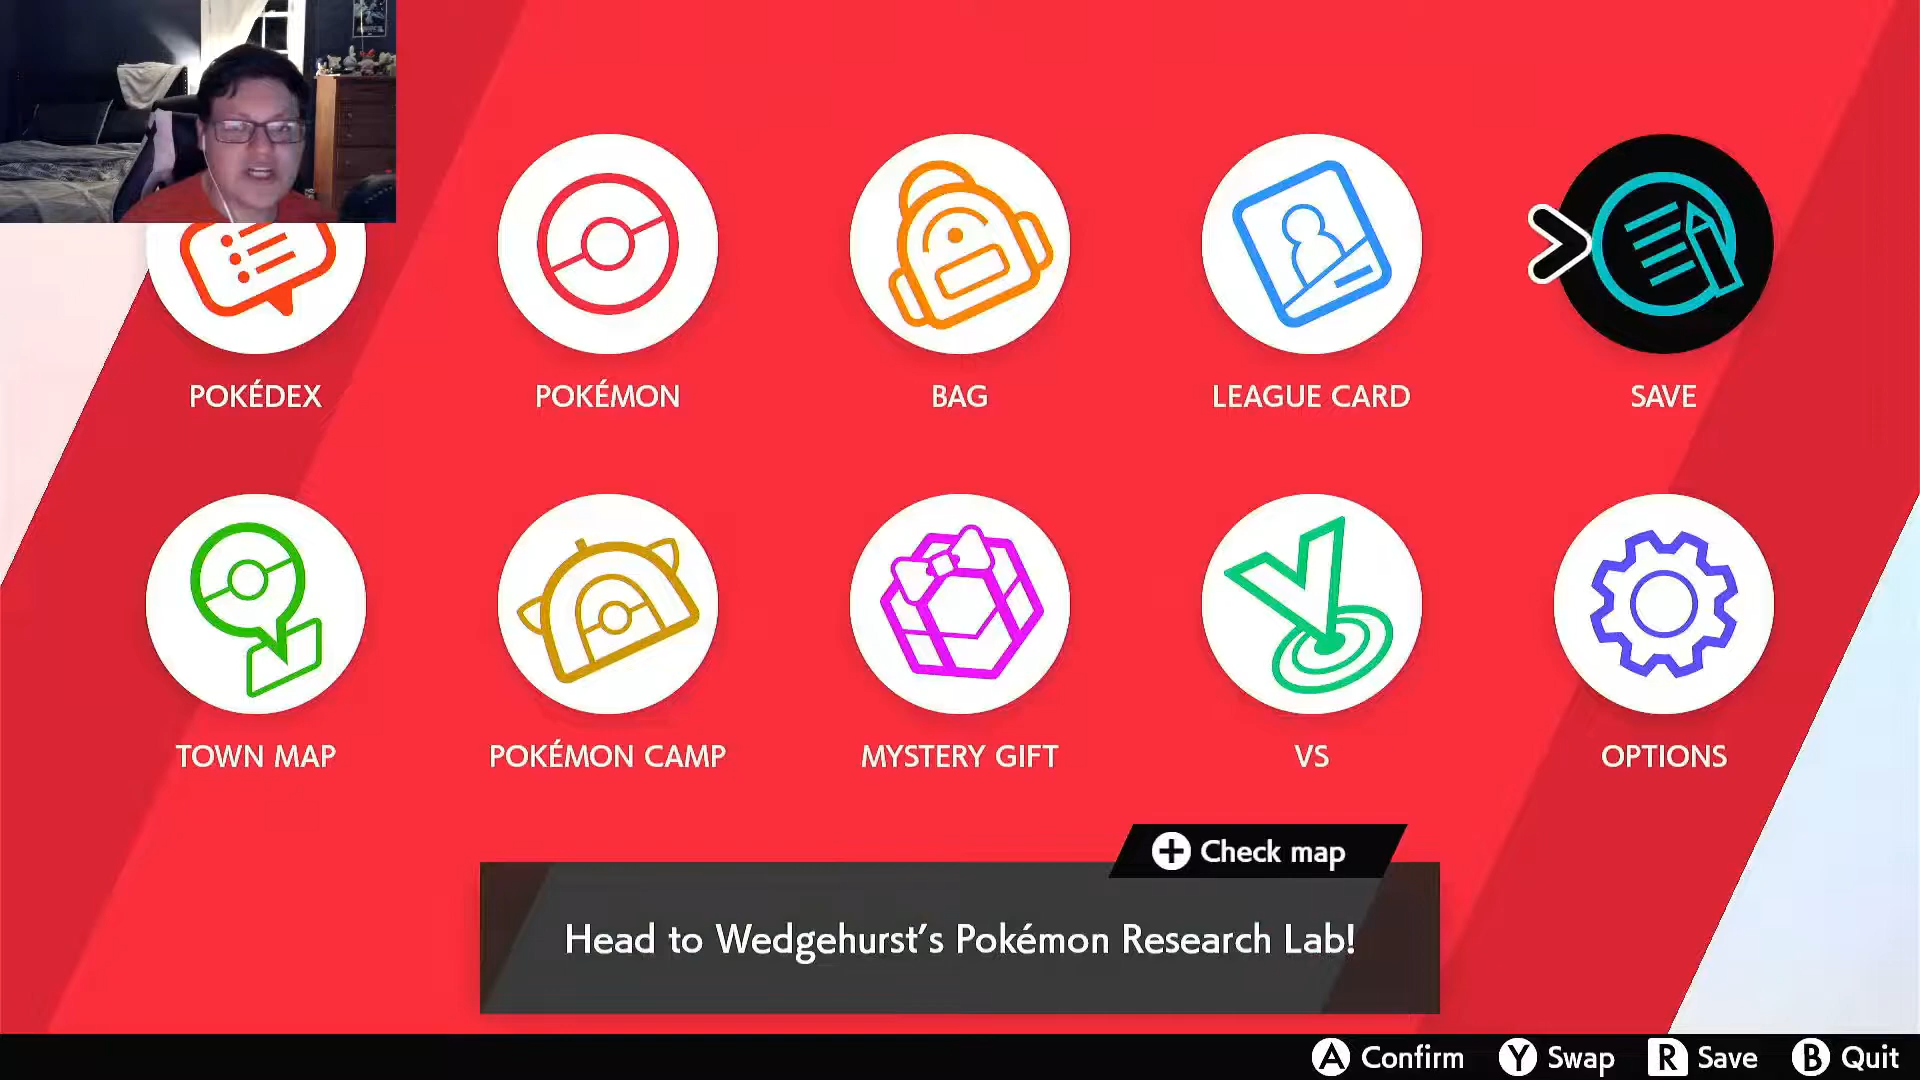 POKÉDEX
POKÉMON
BAG
LEAGUE CARD
SAVE
TOWN MAP
POKÉMON CAMP
MYSTERY GIFT
VS
OPTIONS
Check map
Head to Wedgehurst's Pokémon Research Lab!
A Confirm Y Swap R Save B Quit